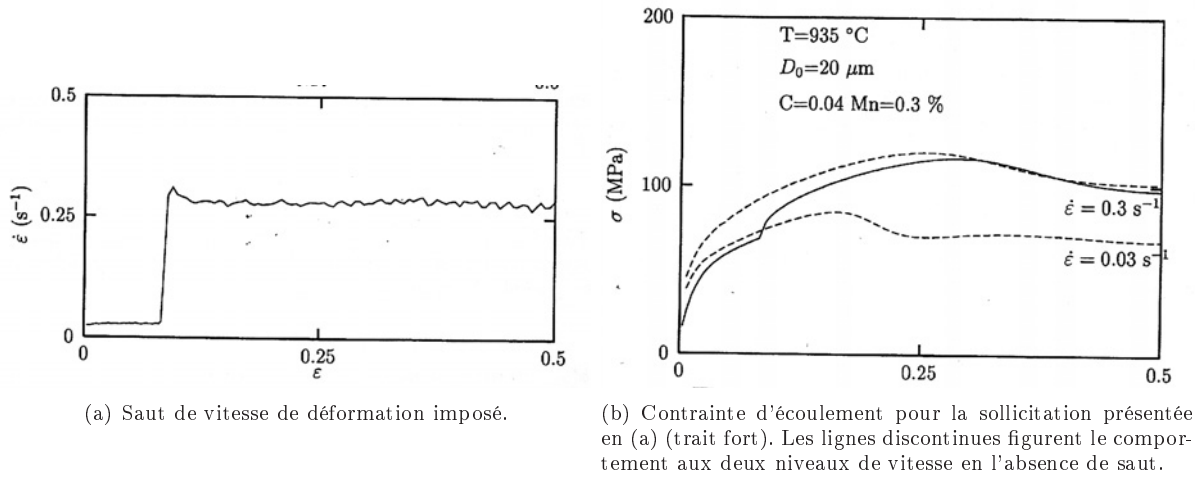 0.5
0.25
0
ε̇ (s⁻¹)
0
0.25
0.5
ε
(a) Saut de vitesse de déformation imposé.
200
100
0
σ (MPa)
T=935 °C
D₀=20 μm
C=0.04 Mn=0.3 %
ε̇ = 0.3 s⁻¹
ε̇ = 0.03 s⁻¹
0
0.25
0.5
(b) Contrainte d'écoulement pour la sollicitation présentée
en (a) (trait fort). Les lignes discontinues figurent le compor-
tement aux deux niveaux de vitesse en l'absence de saut.